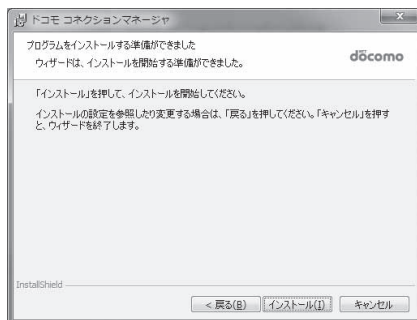 ドコモ コネクションマネージャ
プログラムをインストールする準備ができました
ウィザードは、インストールを開始する準備ができました。
döcomo
「インストール」を押して、インストールを開始してください。
インストールの設定を参照したり変更する場合は、「戻る」を押してください。「キャンセル」を押す
と、ウィザードを終了します。
InstallShield
< 戻る(B)
インストール(I)
キャンセル